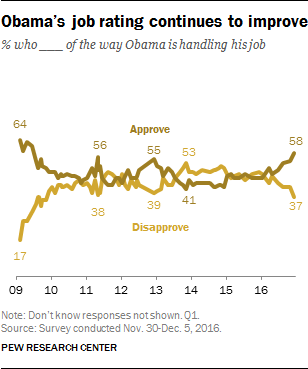 Obama's job rating continues to improve
% who ___ of the way Obama is handling his job
64
Approve
56
55
53
58
38
39
41
37
Disapprove
17
09 10 11 12 13 14 15 16
Note: Don't know responses not shown. Q1.
Source: Survey conducted Nov. 30-Dec. 5, 2016.
PEW RESEARCH CENTER